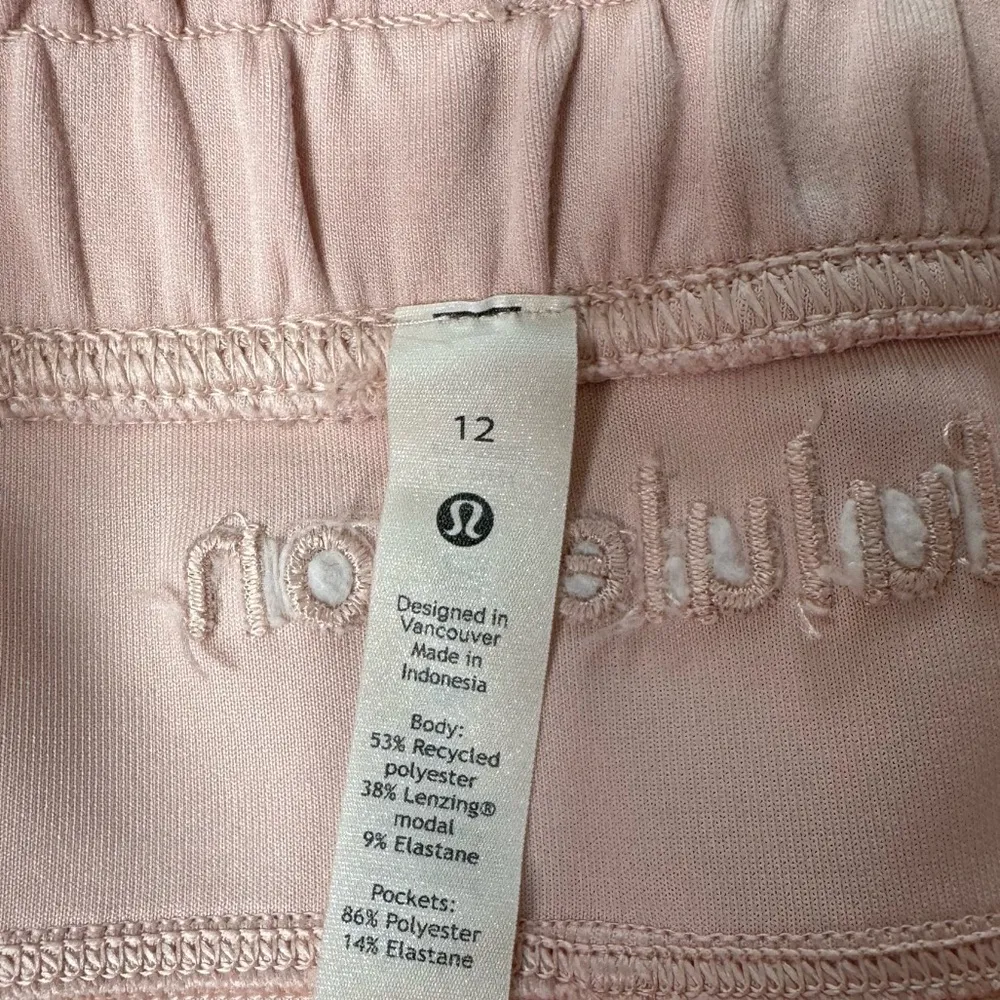 12
Designed in
Vancouver
Made in
Indonesia
Body:
53% Recycled
polyester
38% Lenzing®
modal
9% Elastane
Pockets:
86% Polyester
14% Elastane